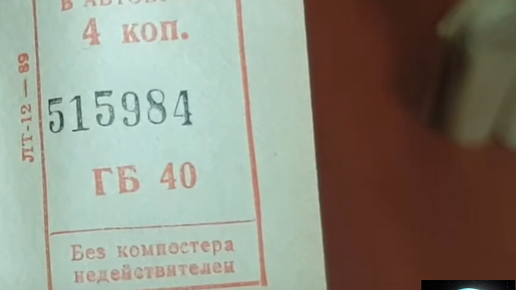 4 коп.
515984
ГБ 40
Без компостера
недействителен
ЛТ-12—89